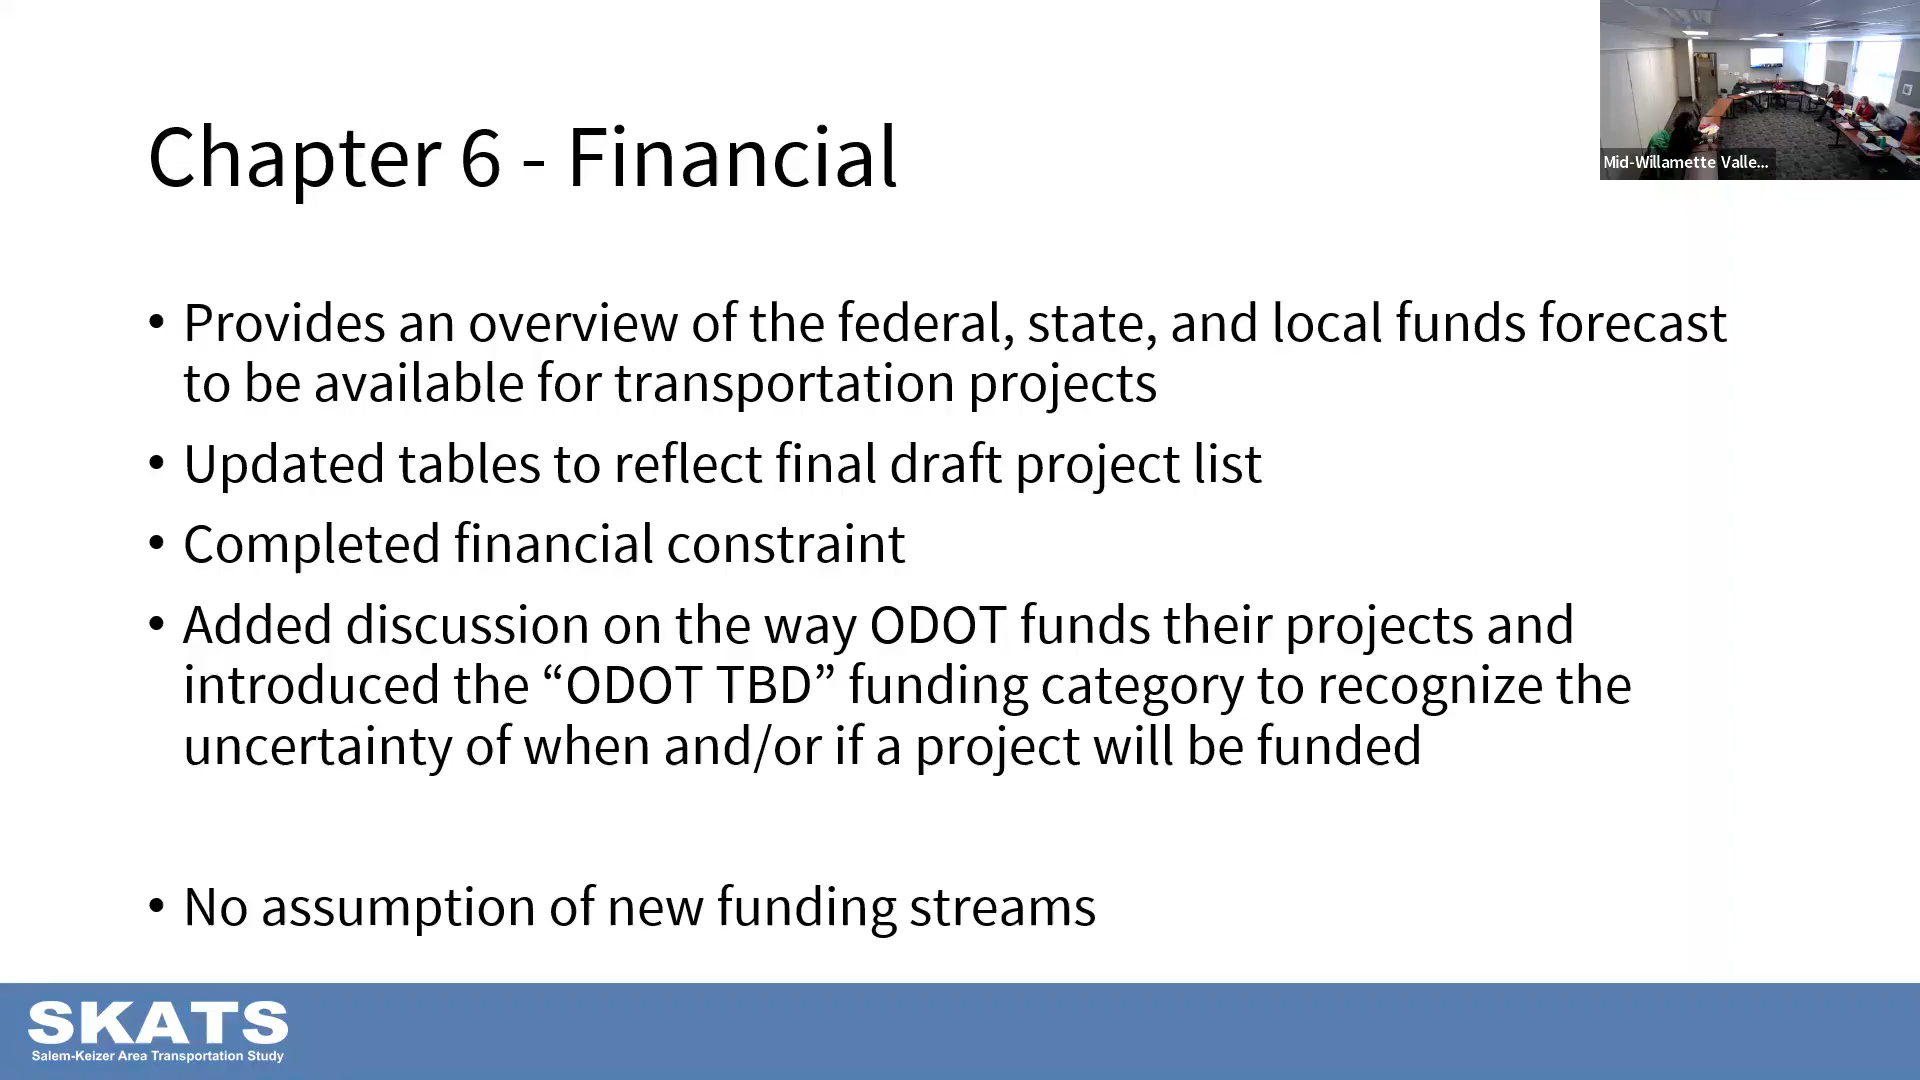 Mid-Willamette Valle...
Chapter 6 - Financial
• Provides an overview of the federal, state, and local funds forecast
to be available for transportation projects
• Updated tables to reflect final draft project list
• Completed financial constraint
• Added discussion on the way ODOT funds their projects and
introduced the “ODOT TBD” funding category to recognize the
uncertainty of when and/or if a project will be funded
• No assumption of new funding streams
SKATS
Salem-Keizer Area Transportation Study